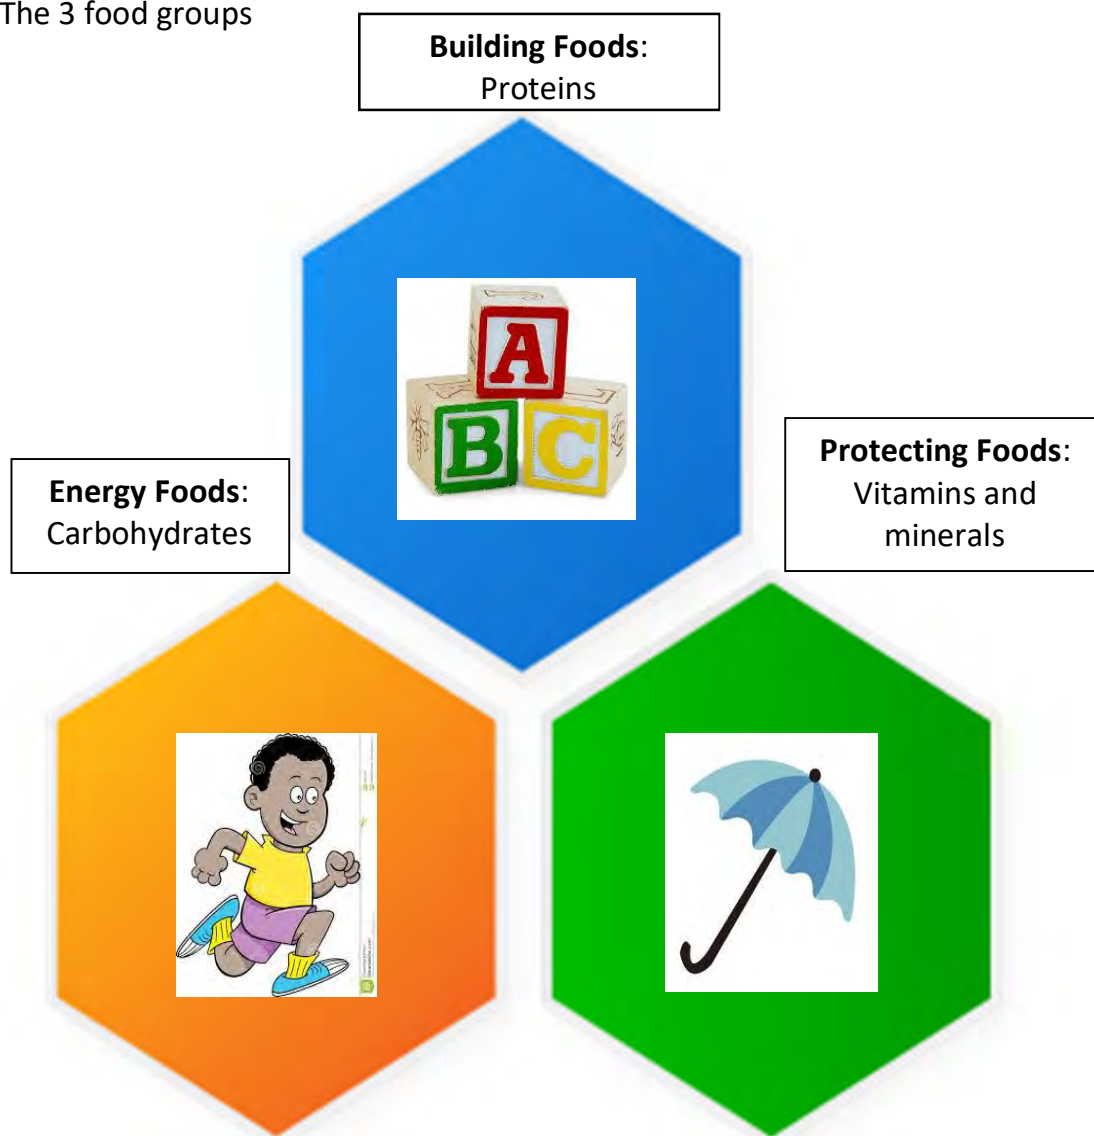 The 3 food groups
Building Foods:
Proteins
A
B C
Energy Foods:
Carbohydrates
Protecting Foods:
Vitamins and
minerals